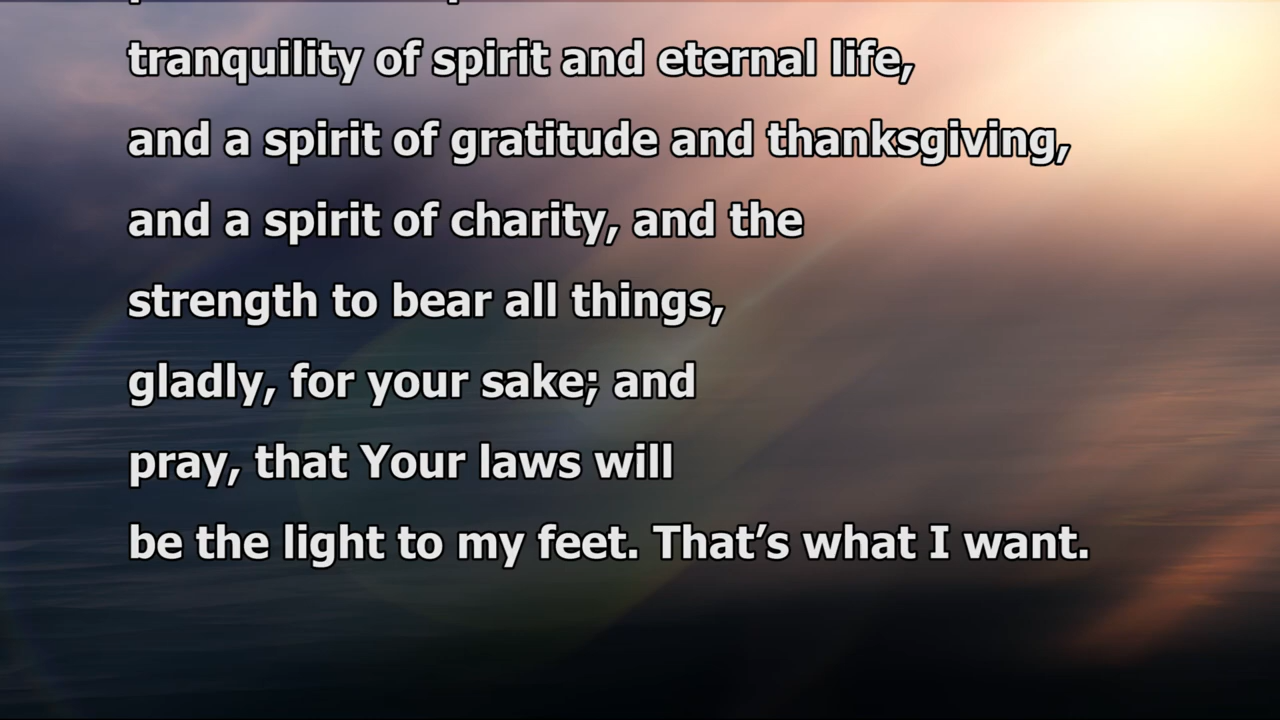 tranquility of spirit and eternal life,
and a spirit of gratitude and thanksgiving,
and a spirit of charity, and the
strength to bear all things,
gladly, for your sake; and
pray, that Your laws will
be the light to my feet. That’s what I want.